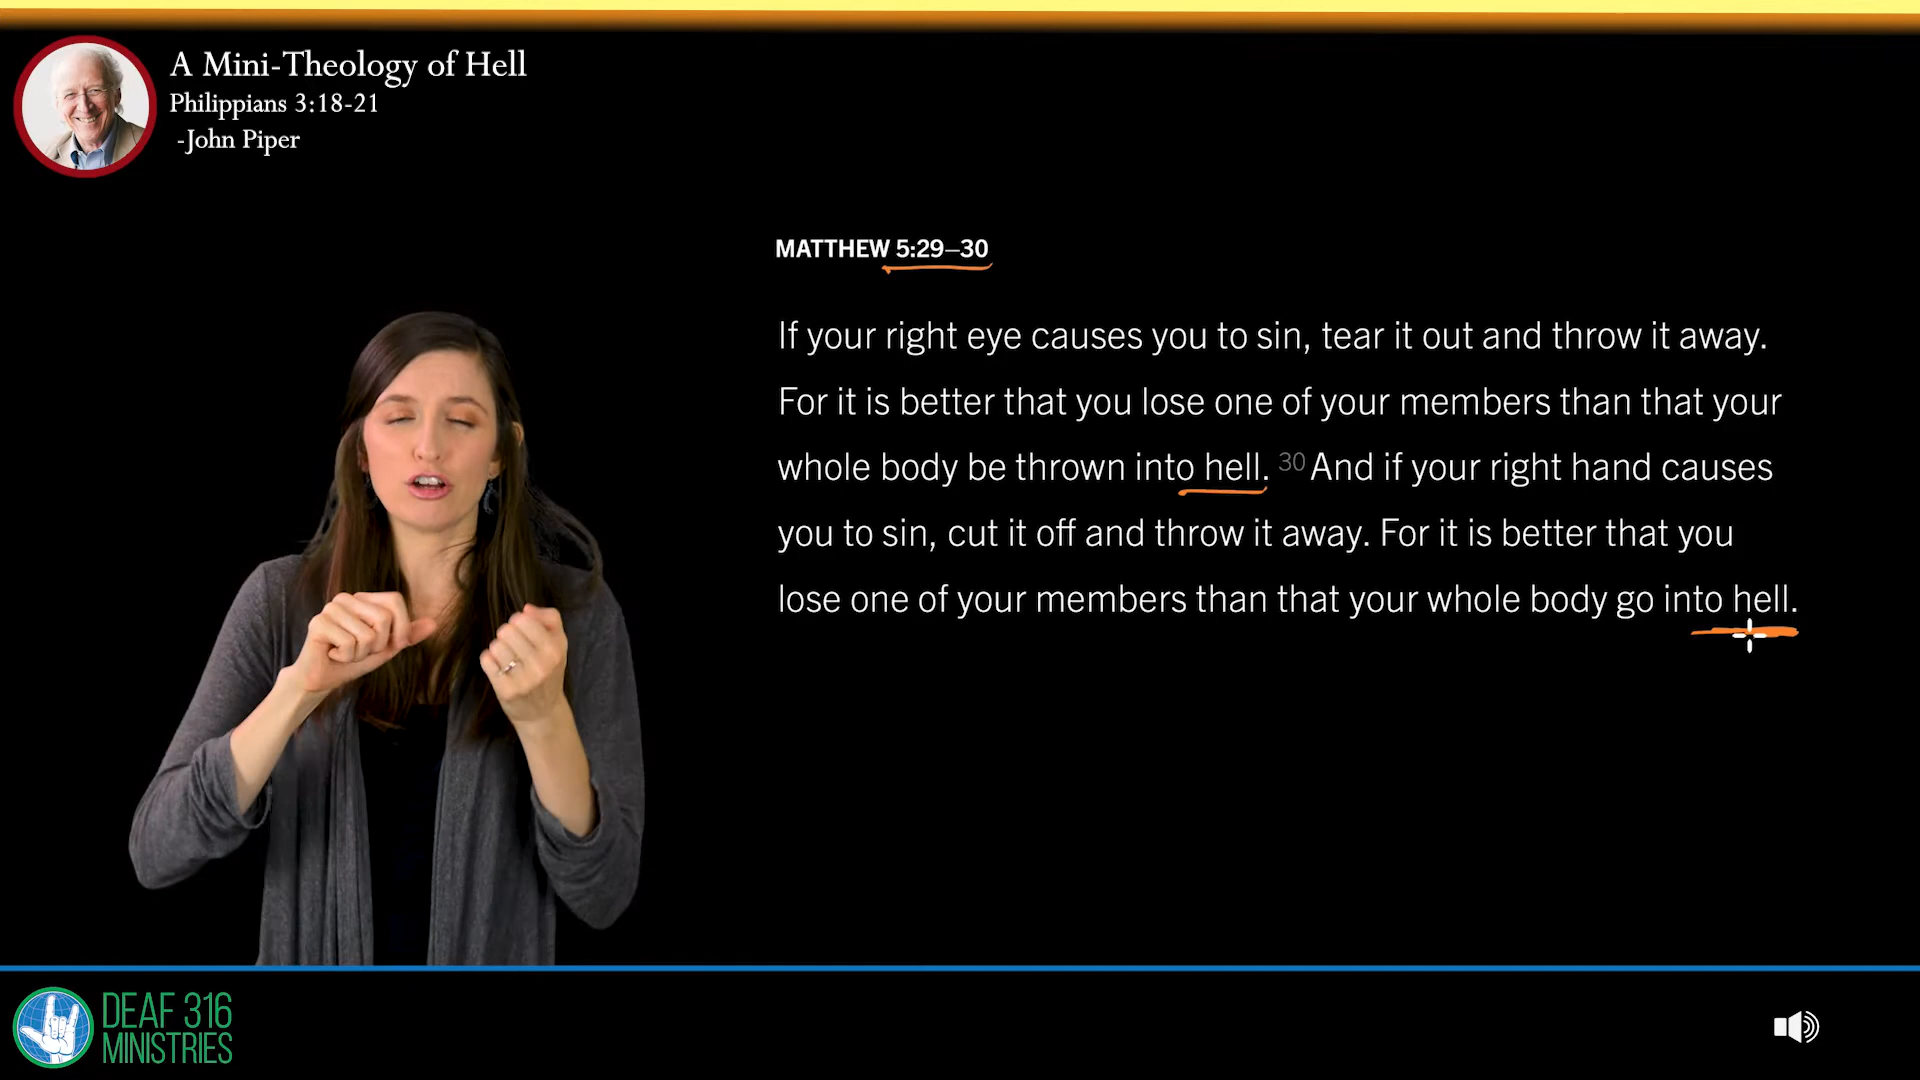 A Mini-Theology of Hell
Philippians 3:18-21
-John Piper
MATTHEW 5:29–30
If your right eye causes you to sin, tear it out and throw it away.
For it is better that you lose one of your members than that your
whole body be thrown into hell. 30 And if your right hand causes
you to sin, cut it off and throw it away. For it is better that you
lose one of your members than that your whole body go into hell.
DEAF 316
MINISTRIES